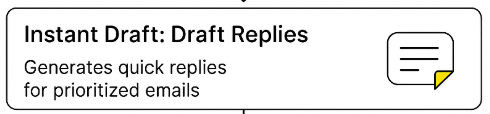 Instant Draft: Draft Replies
Generates quick replies
for prioritized emails